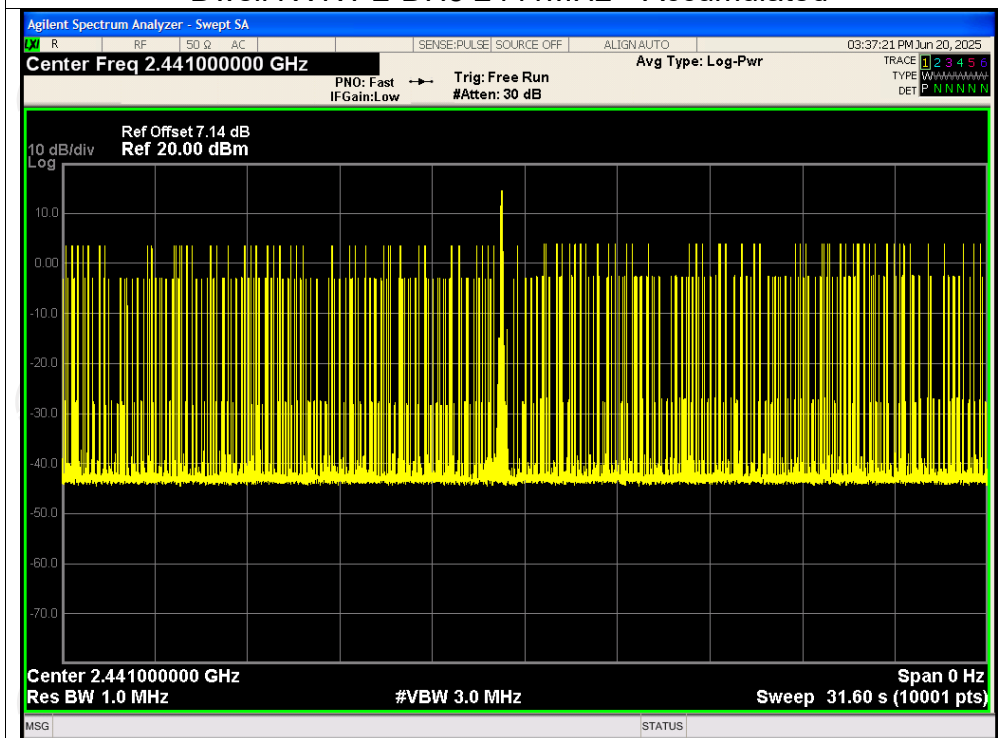 Agilent Spectrum Analyzer - Swept SA
LXI R RF 50 Ω AC SENSE:PULSE SOURCE OFF ALIGN AUTO 03:37:21 PM Jun 20, 2025
Center Freq 2.441000000 GHz Avg Type: Log-Pwr TRACE 1 2 3 4 5 6
PNO: Fast Trig: Free Run TYPE WWWWWW
IFGain:Low #Atten: 30 dB DET P N N N N N
Ref Offset 7.14 dB
10 dB/div Ref 20.00 dBm
Log
10.0
0.00
-10.0
-20.0
-30.0
-40.0
-50.0
-60.0
-70.0
Center 2.441000000 GHz Span 0 Hz
Res BW 1.0 MHz #VBW 3.0 MHz Sweep 31.60 s (10001 pts)
MSG STATUS